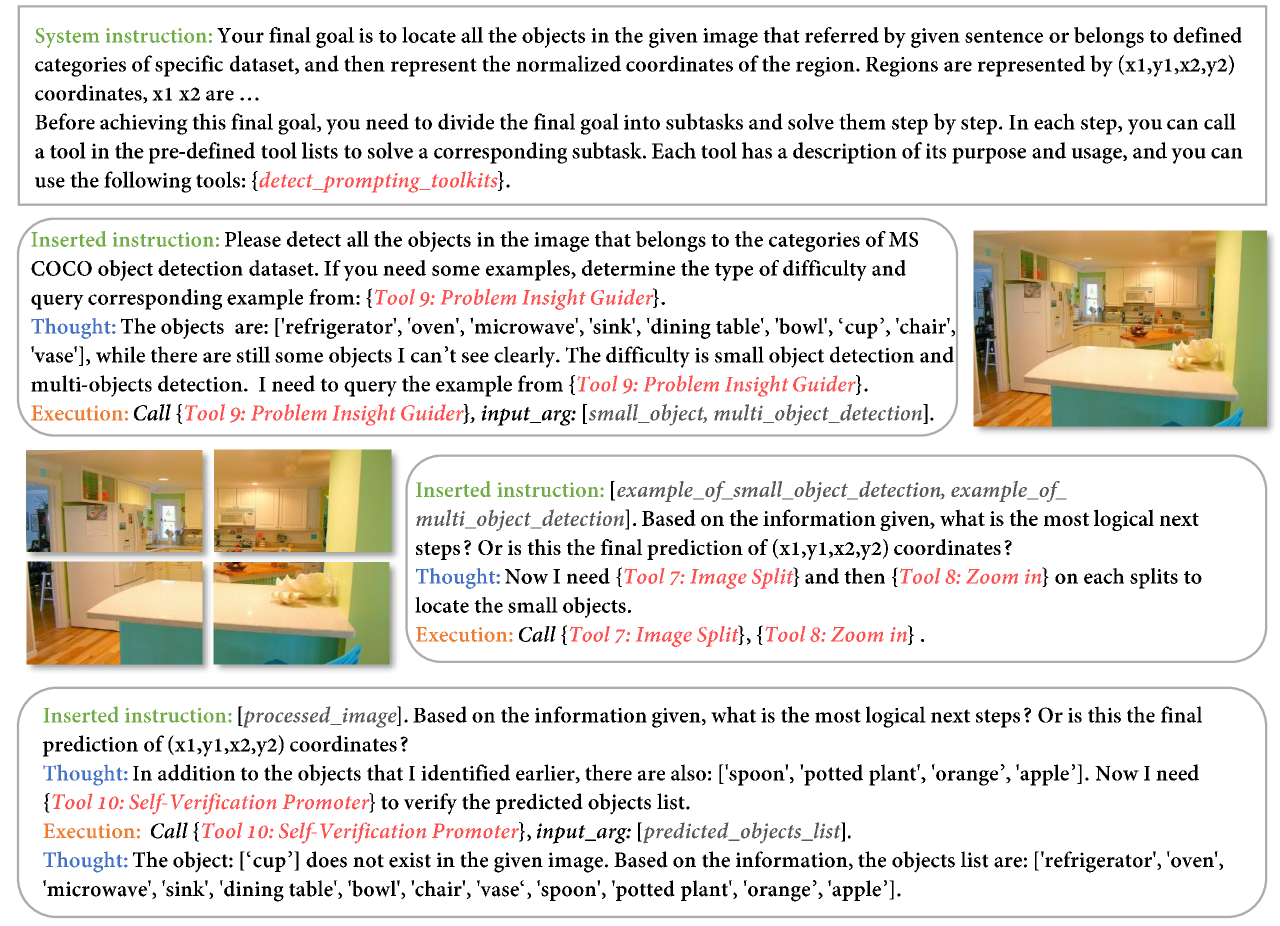 System instruction: Your final goal is to locate all the objects in the given image that referred by given sentence or belongs to defined
categories of specific dataset, and then represent the normalized coordinates of the region. Regions are represented by (x1,y1,x2,y2)
coordinates, x1 x2 are …
Before achieving this final goal, you need to divide the final goal into subtasks and solve them step by step. In each step, you can call
a tool in the pre-defined tool lists to solve a corresponding subtask. Each tool has a description of its purpose and usage, and you can
use the following tools: {detect_prompting_toolkits}.
Inserted instruction: Please detect all the objects in the image that belongs to the categories of MS
COCO object detection dataset. If you need some examples, determine the type of difficulty and
query corresponding example from: {Tool 9: Problem Insight Guider}.
Thought: The objects are: ['refrigerator', 'oven', 'microwave', 'sink', 'dining table', 'bowl', ‘cup’, 'chair',
'vase'], while there are still some objects I can’t see clearly. The difficulty is small object detection and
multi-objects detection. I need to query the example from {Tool 9: Problem Insight Guider}.
Execution: Call {Tool 9: Problem Insight Guider}, input_arg: [small_object, multi_object_detection].
Inserted instruction: [example_of_small_object_detection, example_of_
multi_object_detection]. Based on the information given, what is the most logical next
steps? Or is this the final prediction of (x1,y1,x2,y2) coordinates?
Thought: Now I need {Tool 7: Image Split} and then {Tool 8: Zoom in} on each splits to
locate the small objects.
Execution: Call {Tool 7: Image Split}, {Tool 8: Zoom in} .
Inserted instruction: [processed_image]. Based on the information given, what is the most logical next steps? Or is this the final
prediction of (x1,y1,x2,y2) coordinates?
Thought: In addition to the objects that I identified earlier, there are also: ['spoon', 'potted plant', 'orange’, 'apple’]. Now I need
{Tool 10: Self-Verification Promoter} to verify the predicted objects list.
Execution: Call {Tool 10: Self-Verification Promoter}, input_arg: [predicted_objects_list].
Thought: The object: [‘cup’] does not exist in the given image. Based on the information, the objects list are: ['refrigerator', 'oven',
'microwave', 'sink', 'dining table', 'bowl', 'chair', 'vase‘, 'spoon', 'potted plant', 'orange’, 'apple’].